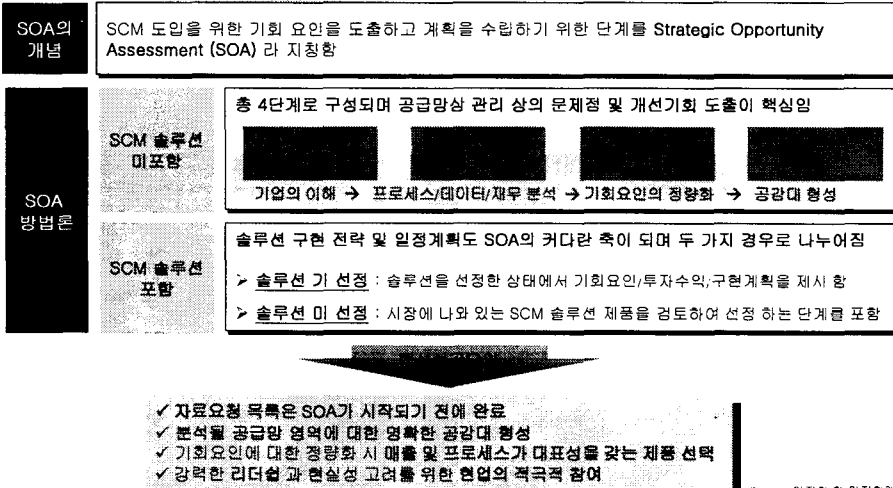 SOA의
개념
SCM 도입을 위한 기회 요인을 도출하고 계획을 수립하기 위한 단계를 Strategic Opportunity
Assessment (SOA) 라 지칭함
SOA
방법론
SCM 솔루션
미포함
총 4단계로 구성되며 공급망상 관리 상의 문제점 및 개선기회 도출이 핵심임
기업의 이해 → 프로세스/데이터/재무 분석 → 기회요인의 정량화 → 공감대 형성
SCM 솔루션
포함
솔루션 구현 전략 및 일정계획도 SOA의 커다란 축이 되며 두 가지 경우로 나누어짐
➢ 솔루션 기 선정 : 솔루션을 선정한 상태에서 기회요인/투자수익,구현계획을 제시 함
➢ 솔루션 미 선정 : 시장에 나와 있는 SCM 솔루션 제품을 검토하여 선정 하는 단계를 포함
✓ 자료요청 목록은 SOA가 시작되기 전에 완료
✓ 분석될 공급망 영역에 대한 명확한 공감대 형성
✓ 기회요인에 대한 정량화 시 매출 및 프로세스가 대표성을 갖는 제품 선택
✓ 강력한 리더쉽 과 현실성 고려를 위한 현업의 적극적 참여